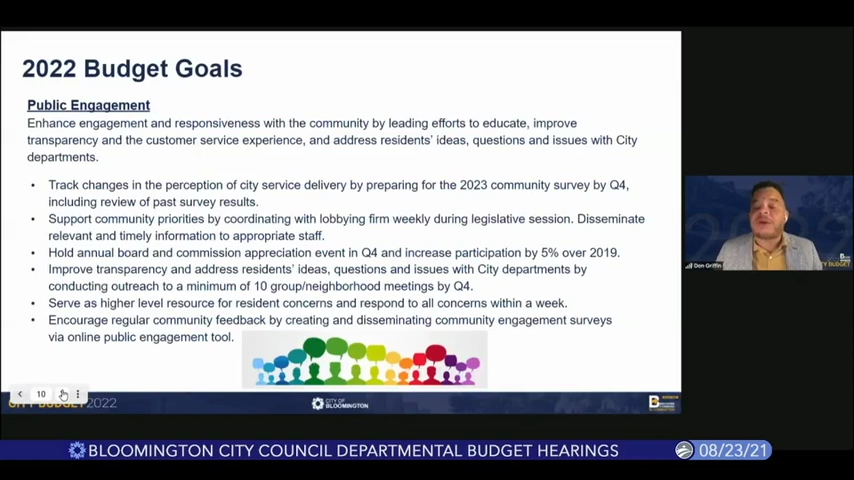 2022 Budget Goals
Public Engagement
Enhance engagement and responsiveness with the community by leading efforts to educate, improve
transparency and the customer service experience, and address residents' ideas, questions and issues with City
departments.
• Track changes in the perception of city service delivery by preparing for the 2023 community survey by Q4,
including review of past survey results.
• Support community priorities by coordinating with lobbying firm weekly during legislative session. Disseminate
relevant and timely information to appropriate staff.
• Hold annual board and commission appreciation event in Q4 and increase participation by 5% over 2019.
• Improve transparency and address residents' ideas, questions and issues with City departments by
conducting outreach to a minimum of 10 group/neighborhood meetings by Q4.
• Serve as higher level resource for resident concerns and respond to all concerns within a week.
• Encourage regular community feedback by creating and disseminating community engagement surveys
via online public engagement tool.
10
CITY BUDGET 2022
CITY OF
BLOOMINGTON
Den Griffin
BUDGET
BLOOMINGTON CITY COUNCIL DEPARTMENTAL BUDGET HEARINGS
08/23/21